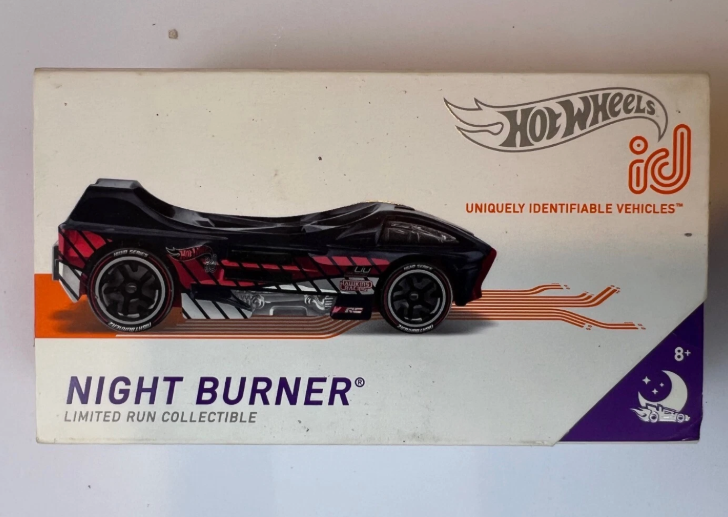 HOT WHEELS
id
UNIQUELY IDENTIFIABLE VEHICLES™
NIGHT BURNER®
LIMITED RUN COLLECTIBLE
8+